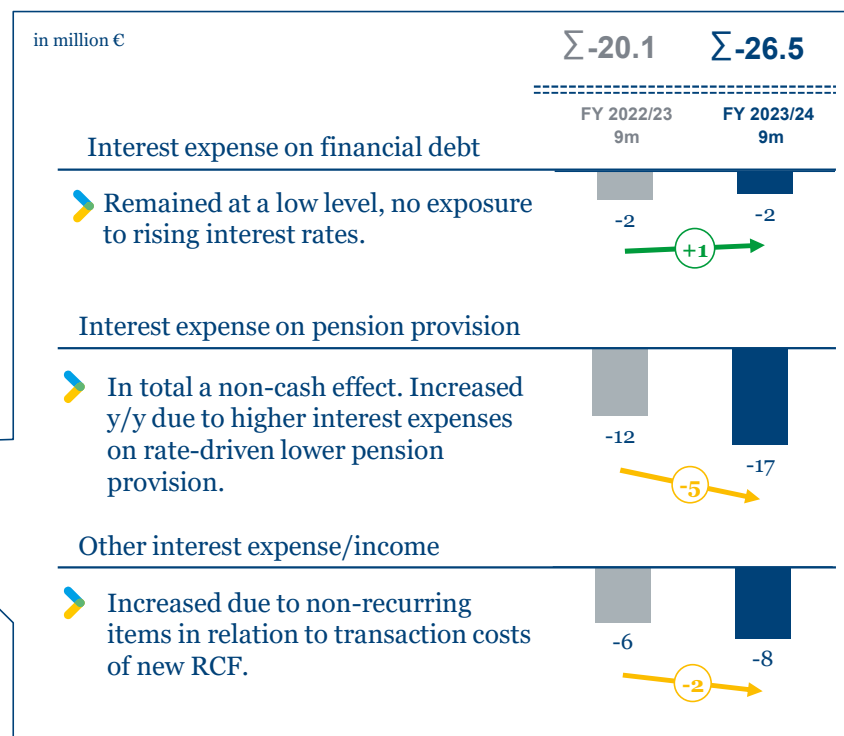 in million €
∑-20.1 ∑-26.5
FY 2022/23 FY 2023/24
9m 9m
Interest expense on financial debt
Remained at a low level, no exposure
to rising interest rates.
-2 -2
+1
Interest expense on pension provision
In total a non-cash effect. Increased
y/y due to higher interest expenses
on rate-driven lower pension
provision.
-12
-17
-5
Other interest expense/income
Increased due to non-recurring
items in relation to transaction costs
of new RCF.
-6
-8
-2